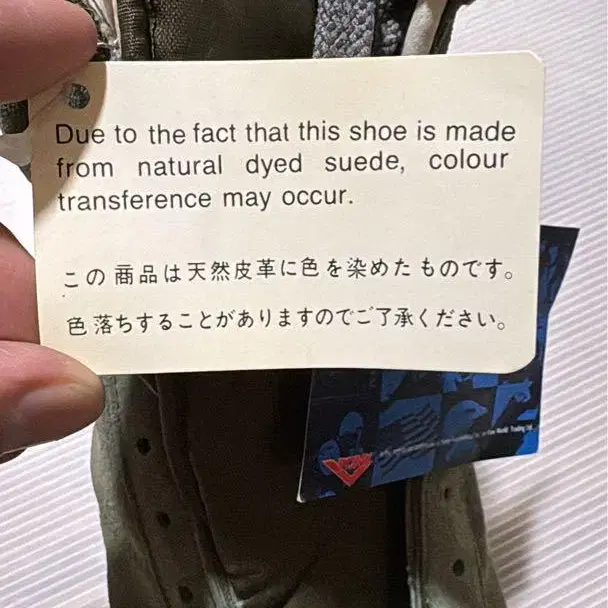 Due to the fact that this shoe is made
from natural dyed suede, colour
transference may occur.
この商品は天然皮革に色を染めたものです。
色落ちすることがありますのでご了承ください。
World Trading Ltd.